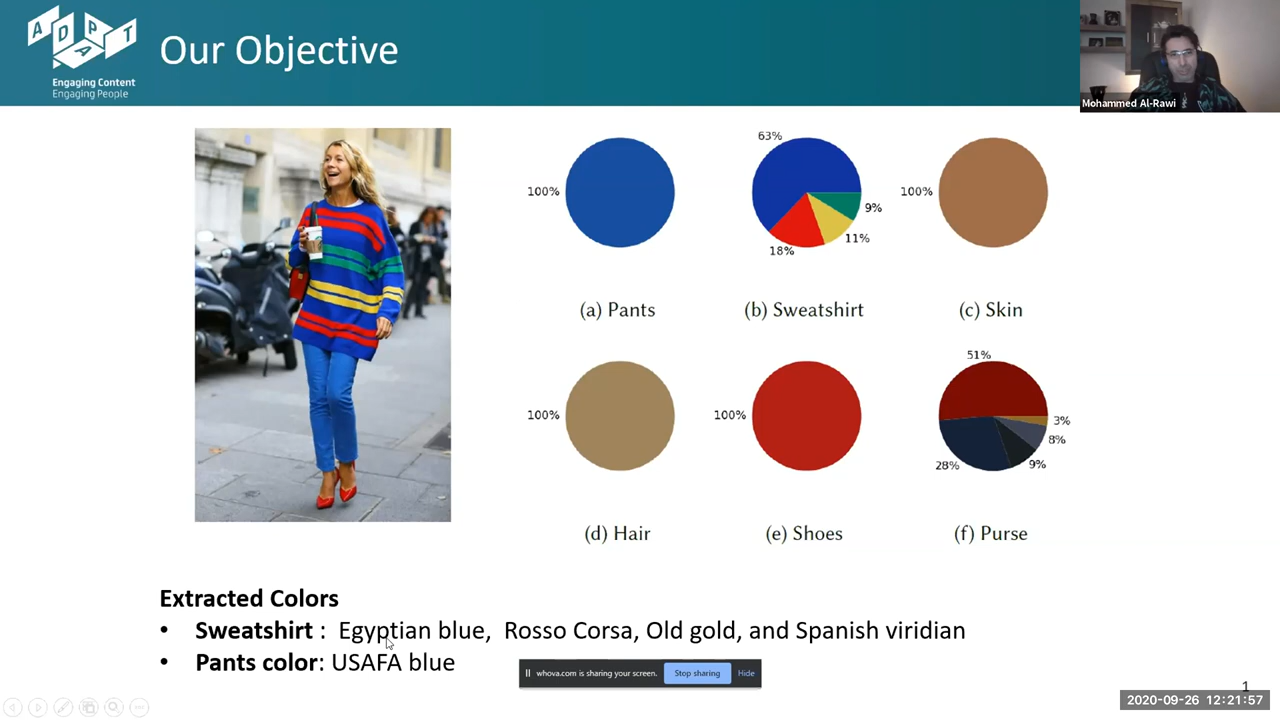 ADAPT
Engaging Content
Engaging People
Our Objective
Mohammed Al-Rawi
100%
63%
9%
11%
18%
100%
(a) Pants
(b) Sweatshirt
(c) Skin
100%
100%
51%
3%
8%
9%
28%
(d) Hair
(e) Shoes
(f) Purse
Extracted Colors
• Sweatshirt : Egyptian blue, Rosso Corsa, Old gold, and Spanish viridian
• Pants color: USAFA blue
whova.com is sharing your screen. Stop sharing Hide
1
2020-09-26 12:21:57